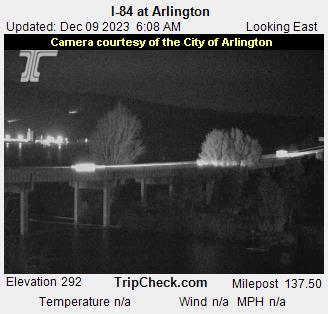 I-84 at Arlington
Updated: Dec 09 2023 6:08 AM Looking East
Camera courtesy of the City of Arlington
Elevation 292 TripCheck.com Milepost 137.50
Temperature n/a Wind n/a MPH n/a